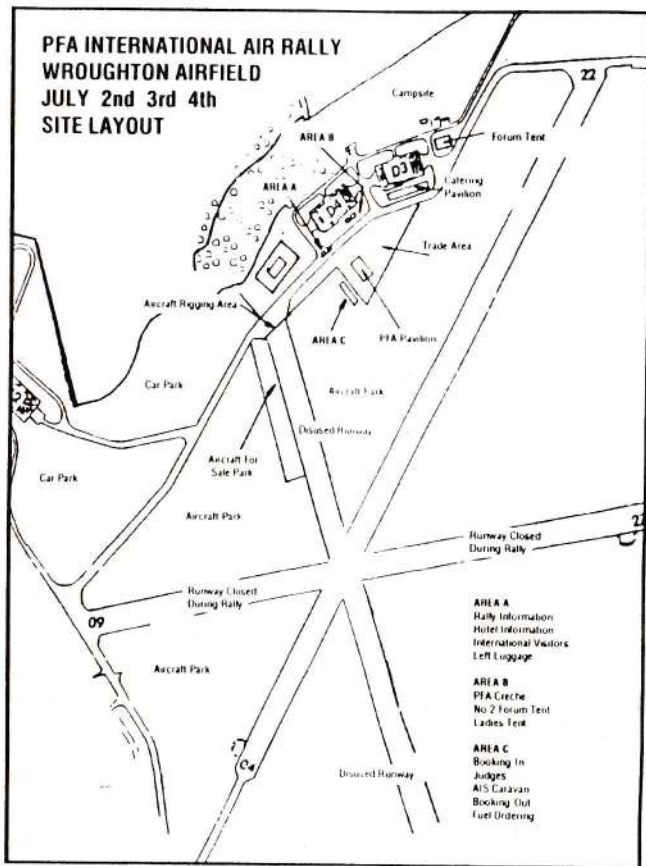 PFA INTERNATIONAL AIR RALLY
WROUGHTON AIRFIELD
JULY 2nd 3rd 4th
SITE LAYOUT
22
Campsite
AREA B
Forum Tent
D3
AREA A
Catering
Pavilion
D4
Trade Area
Aircraft Rigging Area
AREA C
PFA Pavilion
Car Park
Aircraft Park
Disused Runway
Aircraft For
Sale Park
Car Park
Aircraft Park
Runway Closed
During Rally
Runway Closed
During Rally
09
AREA A
Rally Information
Hotel Information
International Visitors
Left Luggage
Aircraft Park
AREA B
PFA Creche
No 2 Forum Tent
Ladies Tent
04
Disused Runway
AREA C
Booking In
Judges
AIS Caravan
Booking Out
Fuel Ordering